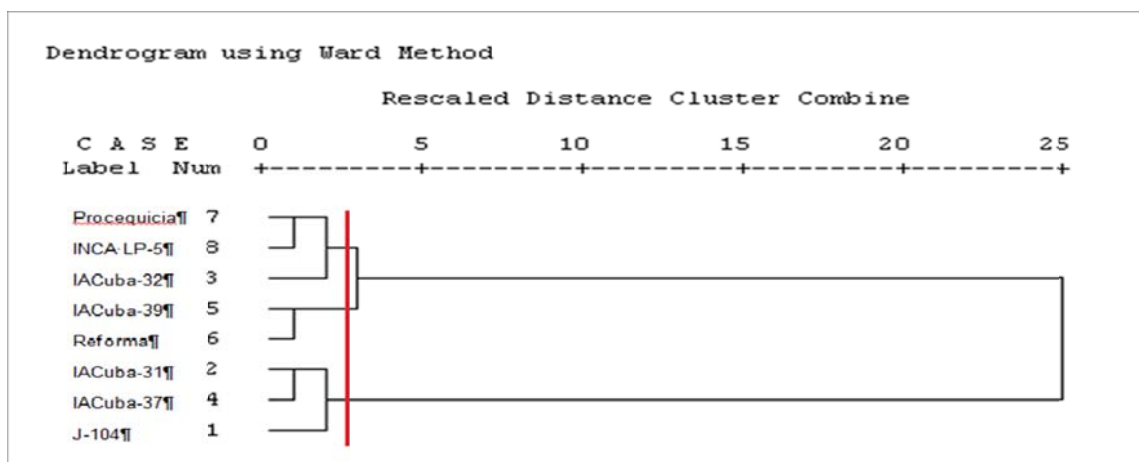 Dendrogram using Ward Method
Rescaled Distance Cluster Combine
C A S E 0 5 10 15 20 25
Label Num +---------+---------+---------+---------+---------+
Procequicia¶ 7
INCA·LP-5¶ 8
IACuba-32¶ 3
IACuba-39¶ 5
Reforma¶ 6
IACuba-31¶ 2
IACuba-37¶ 4
J-104¶ 1